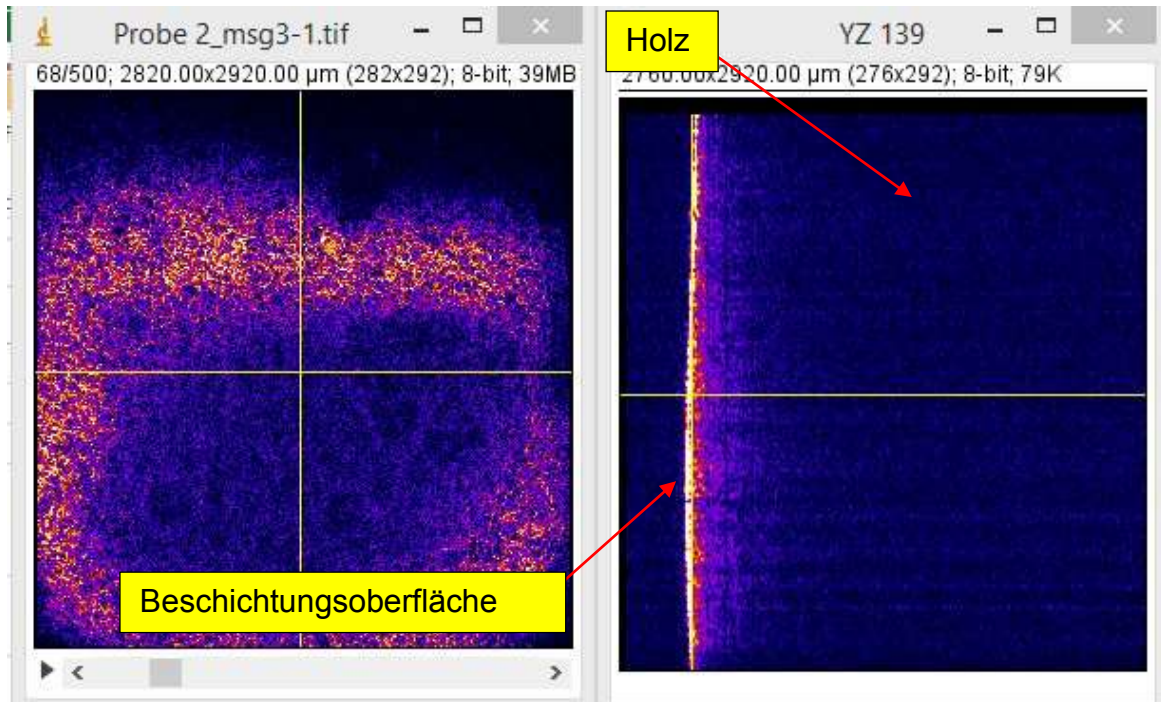 Probe 2_msg3-1.tif
68/500; 2820.00x2920.00 µm (282x292); 8-bit; 39MB
YZ 139
2760.00x2920.00 µm (276x292); 8-bit; 79K
Holz
Beschichtungsoberfläche